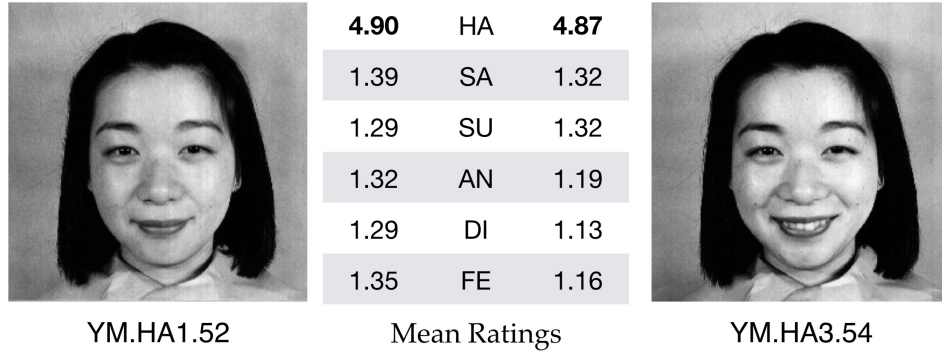 4.90 HA 4.87
1.39 SA 1.32
1.29 SU 1.32
1.32 AN 1.19
1.29 DI 1.13
1.35 FE 1.16
YM.HA1.52 Mean Ratings YM.HA3.54